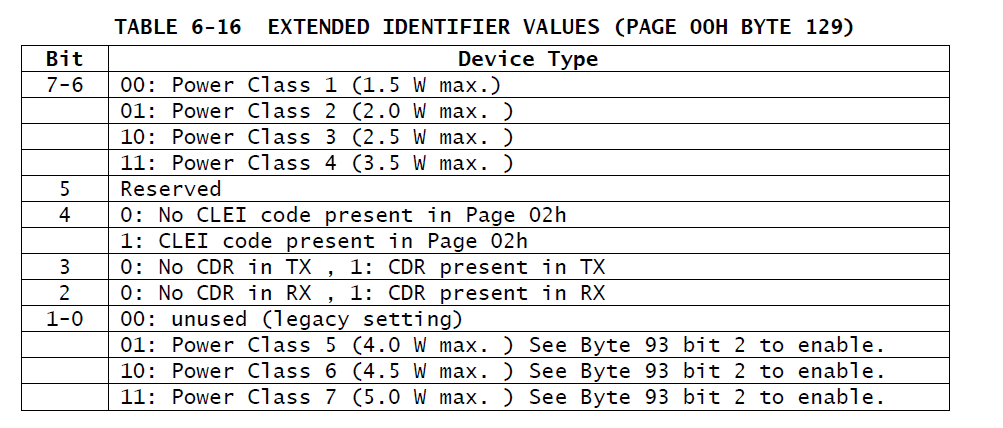 TABLE 6-16 EXTENDED IDENTIFIER VALUES (PAGE 00H BYTE 129)
Bit Device Type
7-6 00: Power Class 1 (1.5 W max.)
01: Power Class 2 (2.0 W max. )
10: Power Class 3 (2.5 W max. )
11: Power Class 4 (3.5 W max. )
5 Reserved
4 0: No CLEI code present in Page 02h
1: CLEI code present in Page 02h
3 0: No CDR in TX , 1: CDR present in TX
2 0: No CDR in RX , 1: CDR present in RX
1-0 00: unused (legacy setting)
01: Power Class 5 (4.0 W max. ) See Byte 93 bit 2 to enable.
10: Power Class 6 (4.5 W max. ) See Byte 93 bit 2 to enable.
11: Power Class 7 (5.0 W max. ) See Byte 93 bit 2 to enable.